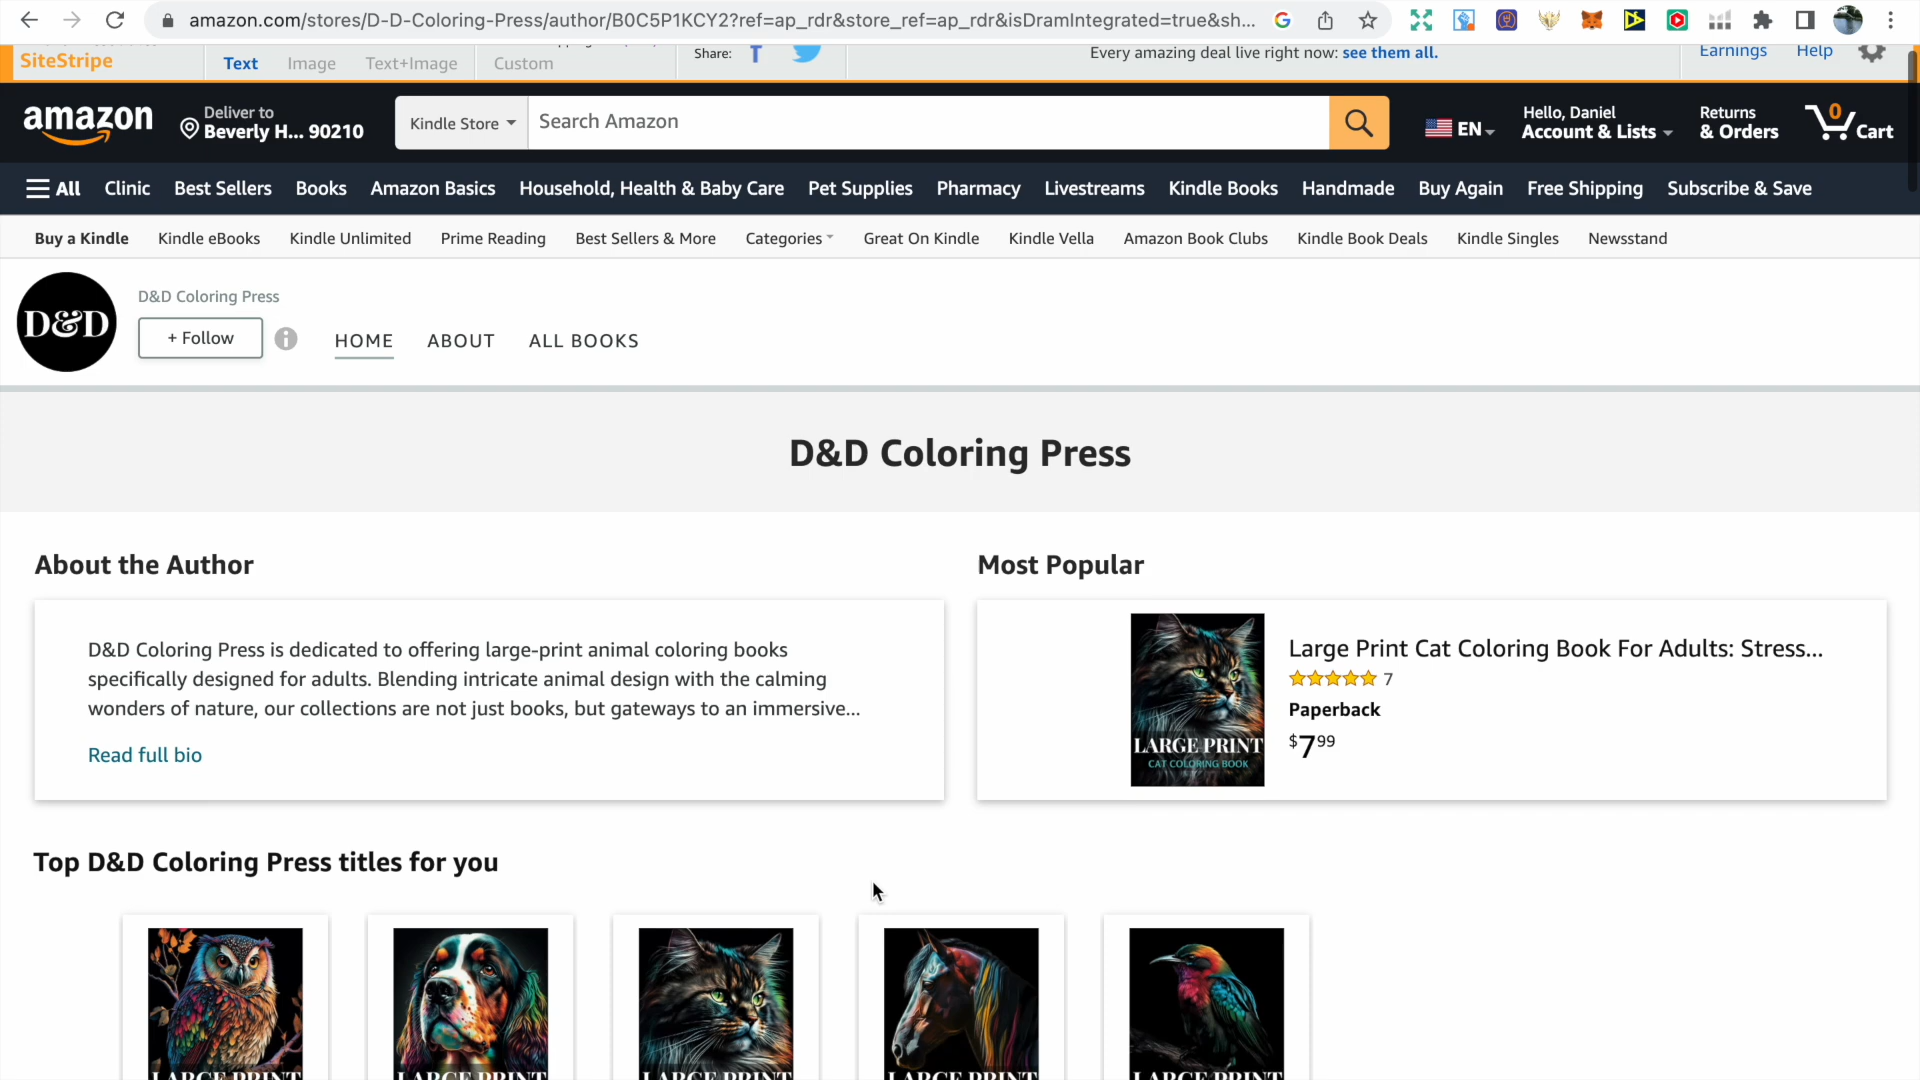 amazon.com/stores/D-D-Coloring-Press/author/B0C5P1KCY2?ref=ap_rdr&store_ref=ap_rdr&isDramIntegrated=true&sh...
SiteStripe
Text Image Text+Image Custom
Share:
Every amazing deal live right now: see them all.
Earnings Help
amazon
Deliver to
Beverly H... 90210
Kindle Store
Search Amazon
EN
Hello, Daniel
Account & Lists
Returns
& Orders
0
Cart
All Clinic Best Sellers Books Amazon Basics Household, Health & Baby Care Pet Supplies Pharmacy Livestreams Kindle Books Handmade Buy Again Free Shipping Subscribe & Save
Buy a Kindle Kindle eBooks Kindle Unlimited Prime Reading Best Sellers & More Categories Great On Kindle Kindle Vella Amazon Book Clubs Kindle Book Deals Kindle Singles Newsstand
D&D
D&D Coloring Press
+ Follow
HOME ABOUT ALL BOOKS
D&D Coloring Press
About the Author
D&D Coloring Press is dedicated to offering large-print animal coloring books
specifically designed for adults. Blending intricate animal design with the calming
wonders of nature, our collections are not just books, but gateways to an immersive...
Read full bio
Most Popular
LARGE PRINT
CAT COLORING BOOK
Large Print Cat Coloring Book For Adults: Stress...
7
Paperback
$7 99
Top D&D Coloring Press titles for you
LARGE PRINT
LARGE PRINT
LARGE PRINT
LARGE PRINT
LARGE PRINT